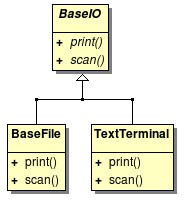 BaseIO
+ print()
+ scan()
BaseFile
+ print()
+ scan()
TextTerminal
+ print()
+ scan()